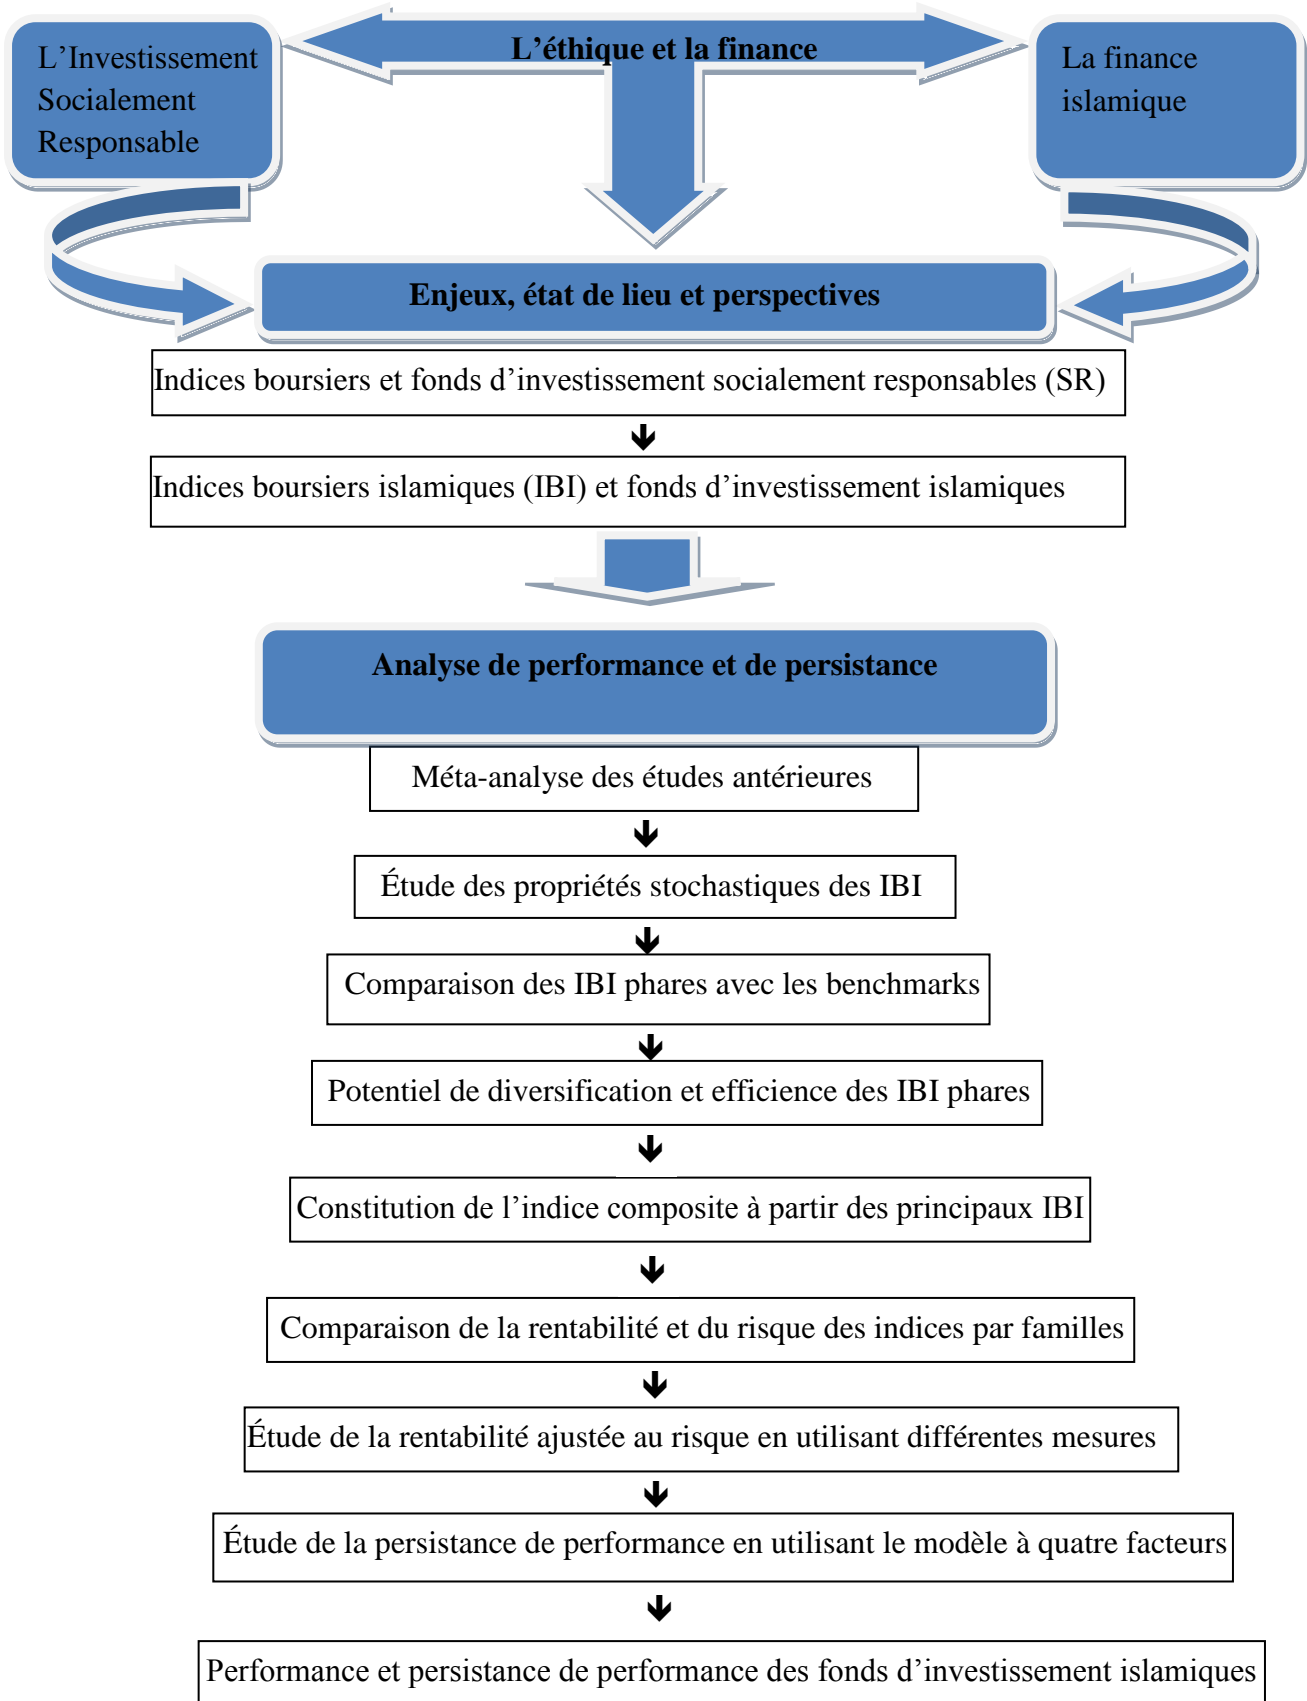 L’Investissement
Socialement
Responsable
L’éthique et la finance
La finance
islamique
Enjeux, état de lieu et perspectives
Indices boursiers et fonds d’investissement socialement responsables (SR)
Indices boursiers islamiques (IBI) et fonds d’investissement islamiques
Analyse de performance et de persistance
Méta-analyse des études antérieures
Étude des propriétés stochastiques des IBI
Comparaison des IBI phares avec les benchmarks
Potentiel de diversification et efficience des IBI phares
Constitution de l’indice composite à partir des principaux IBI
Comparaison de la rentabilité et du risque des indices par familles
Étude de la rentabilité ajustée au risque en utilisant différentes mesures
Étude de la persistance de performance en utilisant le modèle à quatre facteurs
Performance et persistance de performance des fonds d’investissement islamiques